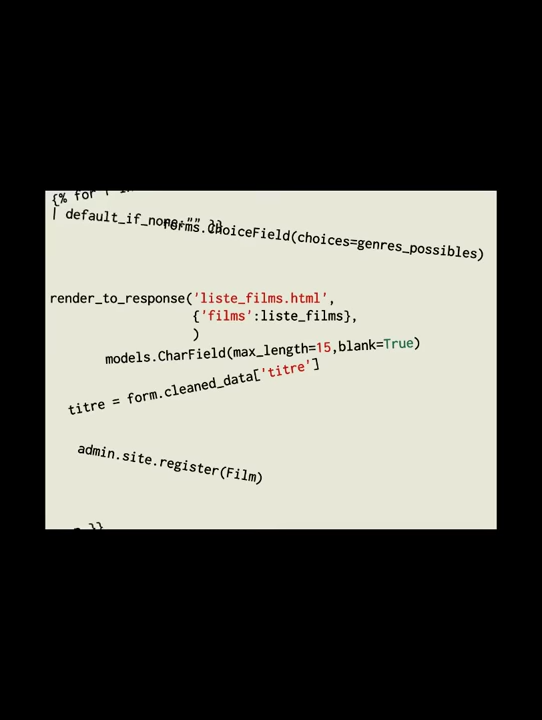 {% for
| default_if_none:"" }}
forms.ChoiceField(choices=genres_possibles)
render_to_response('liste_films.html',
{'films':liste_films},
)
models.CharField(max_length=15,blank=True)
titre = form.cleaned_data['titre']
admin.site.register(Film)
}}